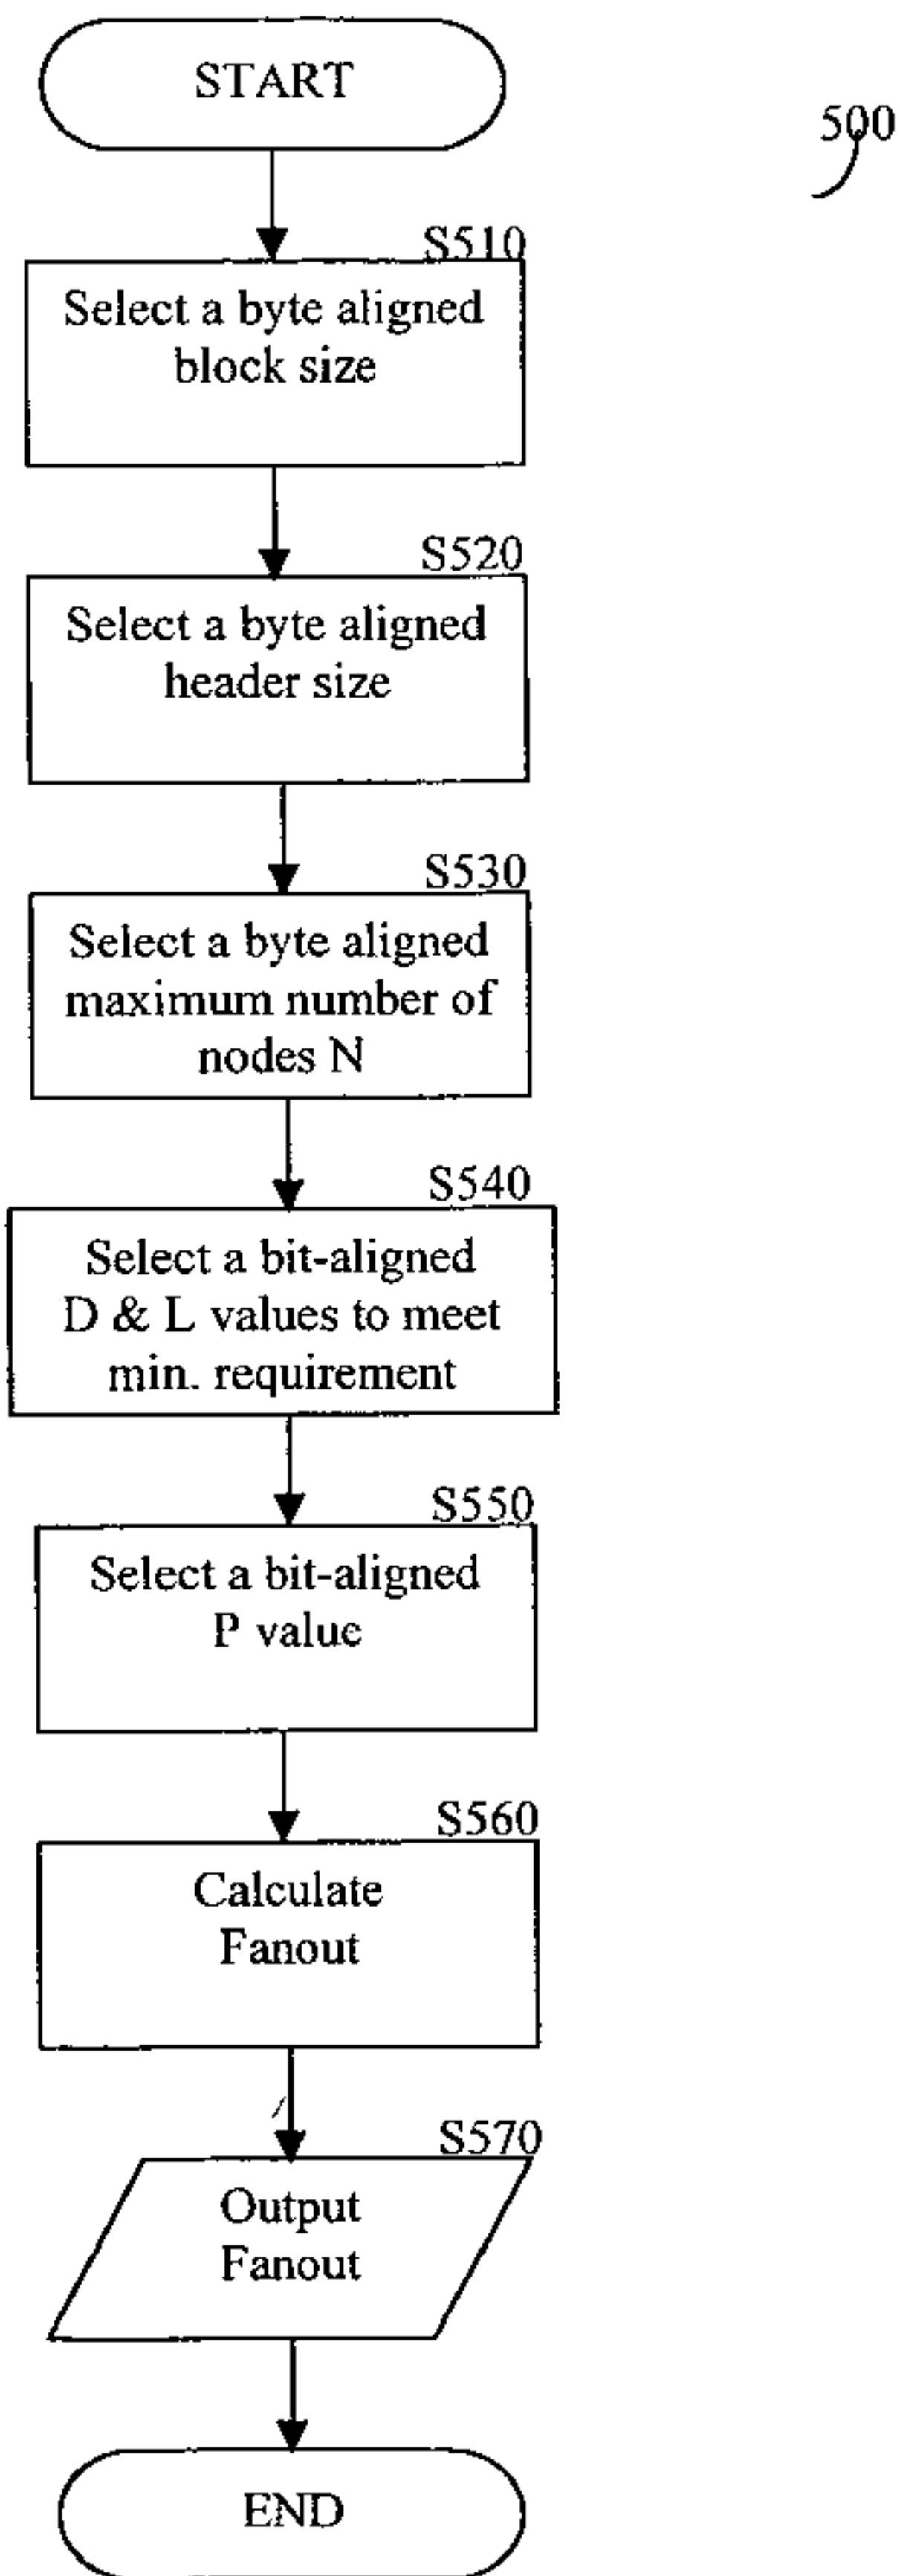 START
500
S510
Select a byte aligned
block size
S520
Select a byte aligned
header size
S530
Select a byte aligned
maximum number of
nodes N
S540
Select a bit-aligned
D & L values to meet
min. requirement
S550
Select a bit-aligned
P value
S560
Calculate
Fanout
S570
Output
Fanout
END